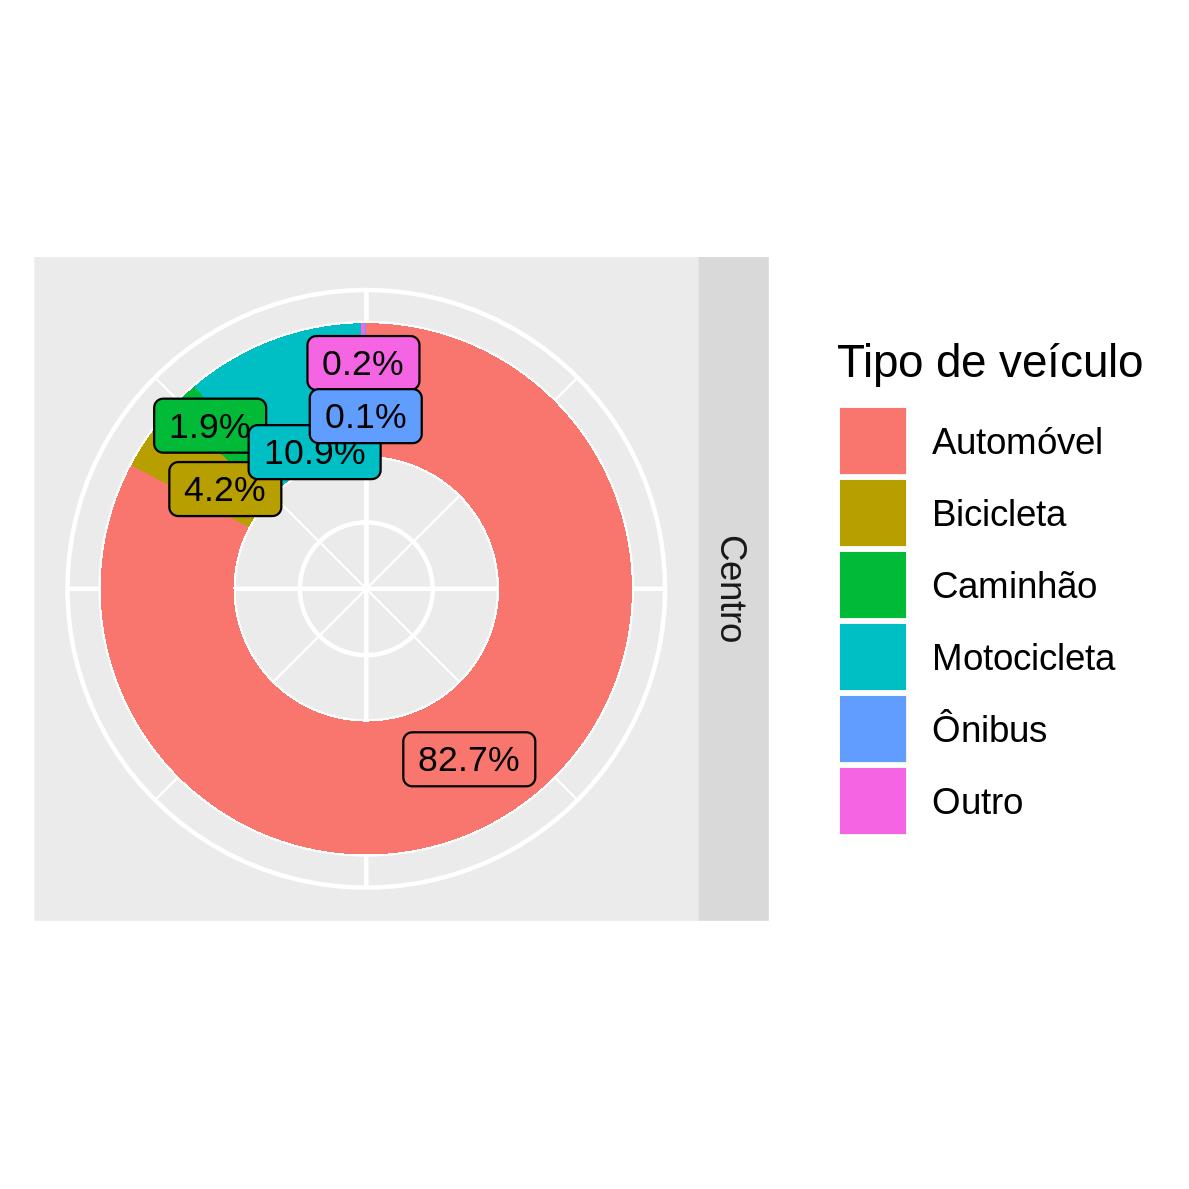 0.2%
0.1%
1.9%
10.9%
4.2%
82.7%
Centro
Tipo de veículo
Automóvel
Bicicleta
Caminhão
Motocicleta
Ônibus
Outro